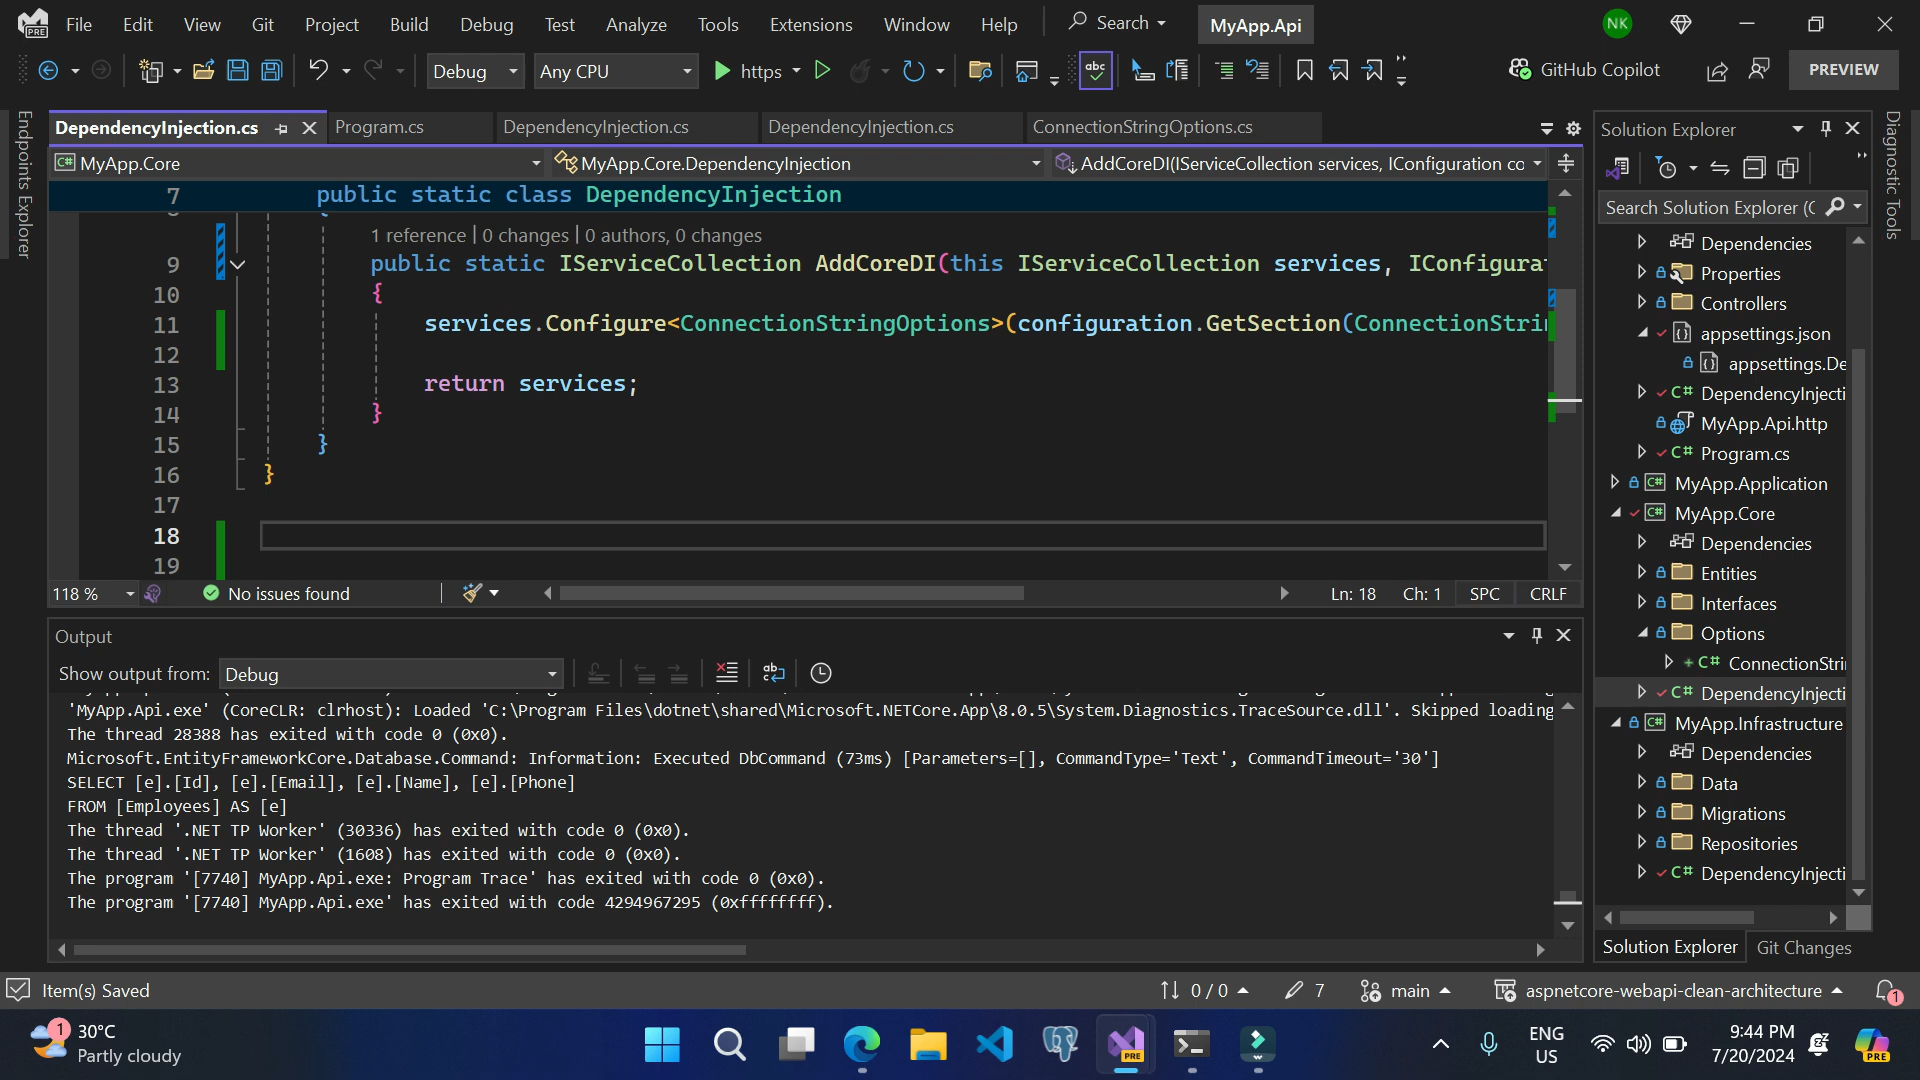 File Edit View Git Project Build Debug Test Analyze Tools Extensions Window Help Search MyApp.Api NK
Debug Any CPU https GitHub Copilot PREVIEW
Endpoints Explorer
DependencyInjection.cs Program.cs DependencyInjection.cs DependencyInjection.cs ConnectionStringOptions.cs
MyApp.Core MyApp.Core.DependencyInjection AddCoreDI(IServiceCollection services, IConfiguration co
7 public static class DependencyInjection
1 reference | 0 changes | 0 authors, 0 changes
9 public static IServiceCollection AddCoreDI(this IServiceCollection services, IConfigurat
10 {
11 services.Configure<ConnectionStringOptions>(configuration.GetSection(ConnectionStri
12
13 return services;
14 }
15 }
16 }
17
18
19
118 % No issues found Ln: 18 Ch: 1 SPC CRLF
Output
Show output from: Debug
'MyApp.Api.exe' (CoreCLR: clrhost): Loaded 'C:\Program Files\dotnet\shared\Microsoft.NETCore.App\8.0.5\System.Diagnostics.TraceSource.dll'. Skipped loading
The thread 28388 has exited with code 0 (0x0).
Microsoft.EntityFrameworkCore.Database.Command: Information: Executed DbCommand (73ms) [Parameters=[], CommandType='Text', CommandTimeout='30']
SELECT [e].[Id], [e].[Email], [e].[Name], [e].[Phone]
FROM [Employees] AS [e]
The thread '.NET TP Worker' (30336) has exited with code 0 (0x0).
The thread '.NET TP Worker' (1608) has exited with code 0 (0x0).
The program '[7740] MyApp.Api.exe: Program Trace' has exited with code 0 (0x0).
The program '[7740] MyApp.Api.exe' has exited with code 4294967295 (0xffffffff).
Solution Explorer
Search Solution Explorer (C
Dependencies
Properties
Controllers
appsettings.json
appsettings.De
C# DependencyInjecti
MyApp.Api.http
C# Program.cs
C# MyApp.Application
C# MyApp.Core
Dependencies
Entities
Interfaces
Options
C# ConnectionStri
C# DependencyInjecti
C# MyApp.Infrastructure
Dependencies
Data
Migrations
Repositories
C# DependencyInjecti
Solution Explorer Git Changes
Diagnostic Tools
Item(s) Saved 0 / 0 7 main aspnetcore-webapi-clean-architecture 1
1 30°C
Partly cloudy
PRE
ENG
US
9:44 PM
7/20/2024
PRE